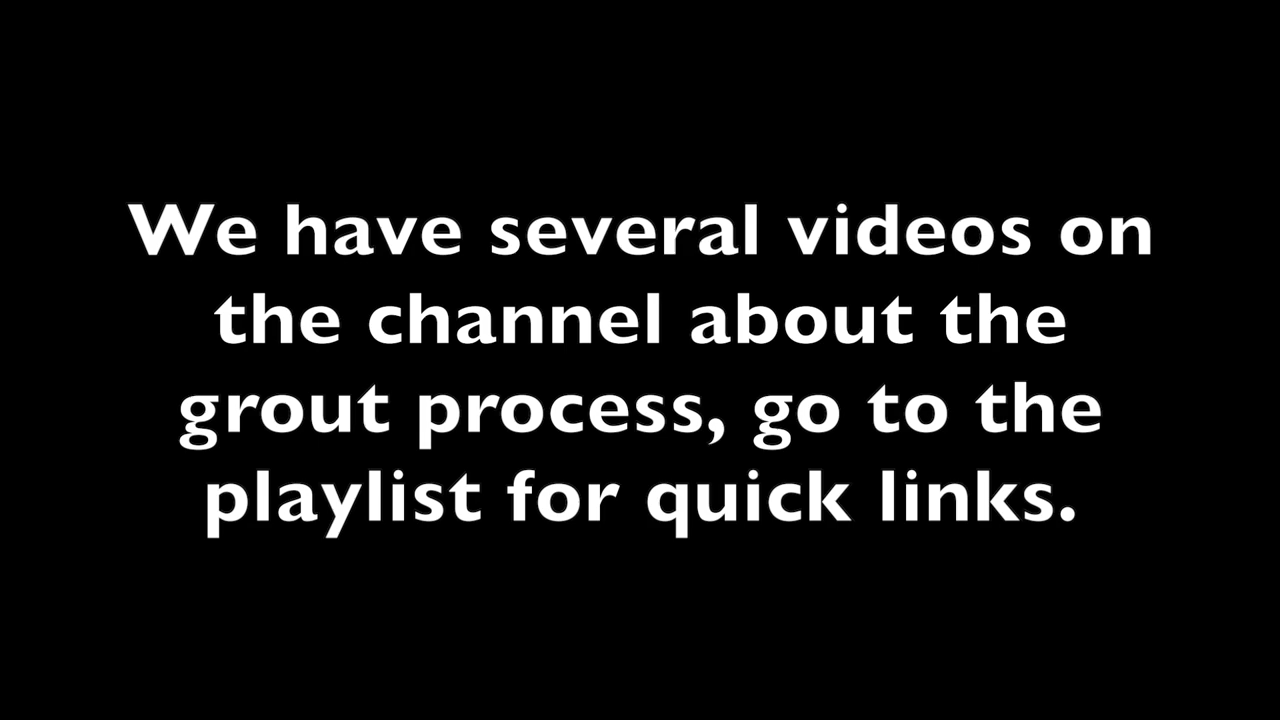 We have several videos on
the channel about the
grout process, go to the
playlist for quick links.